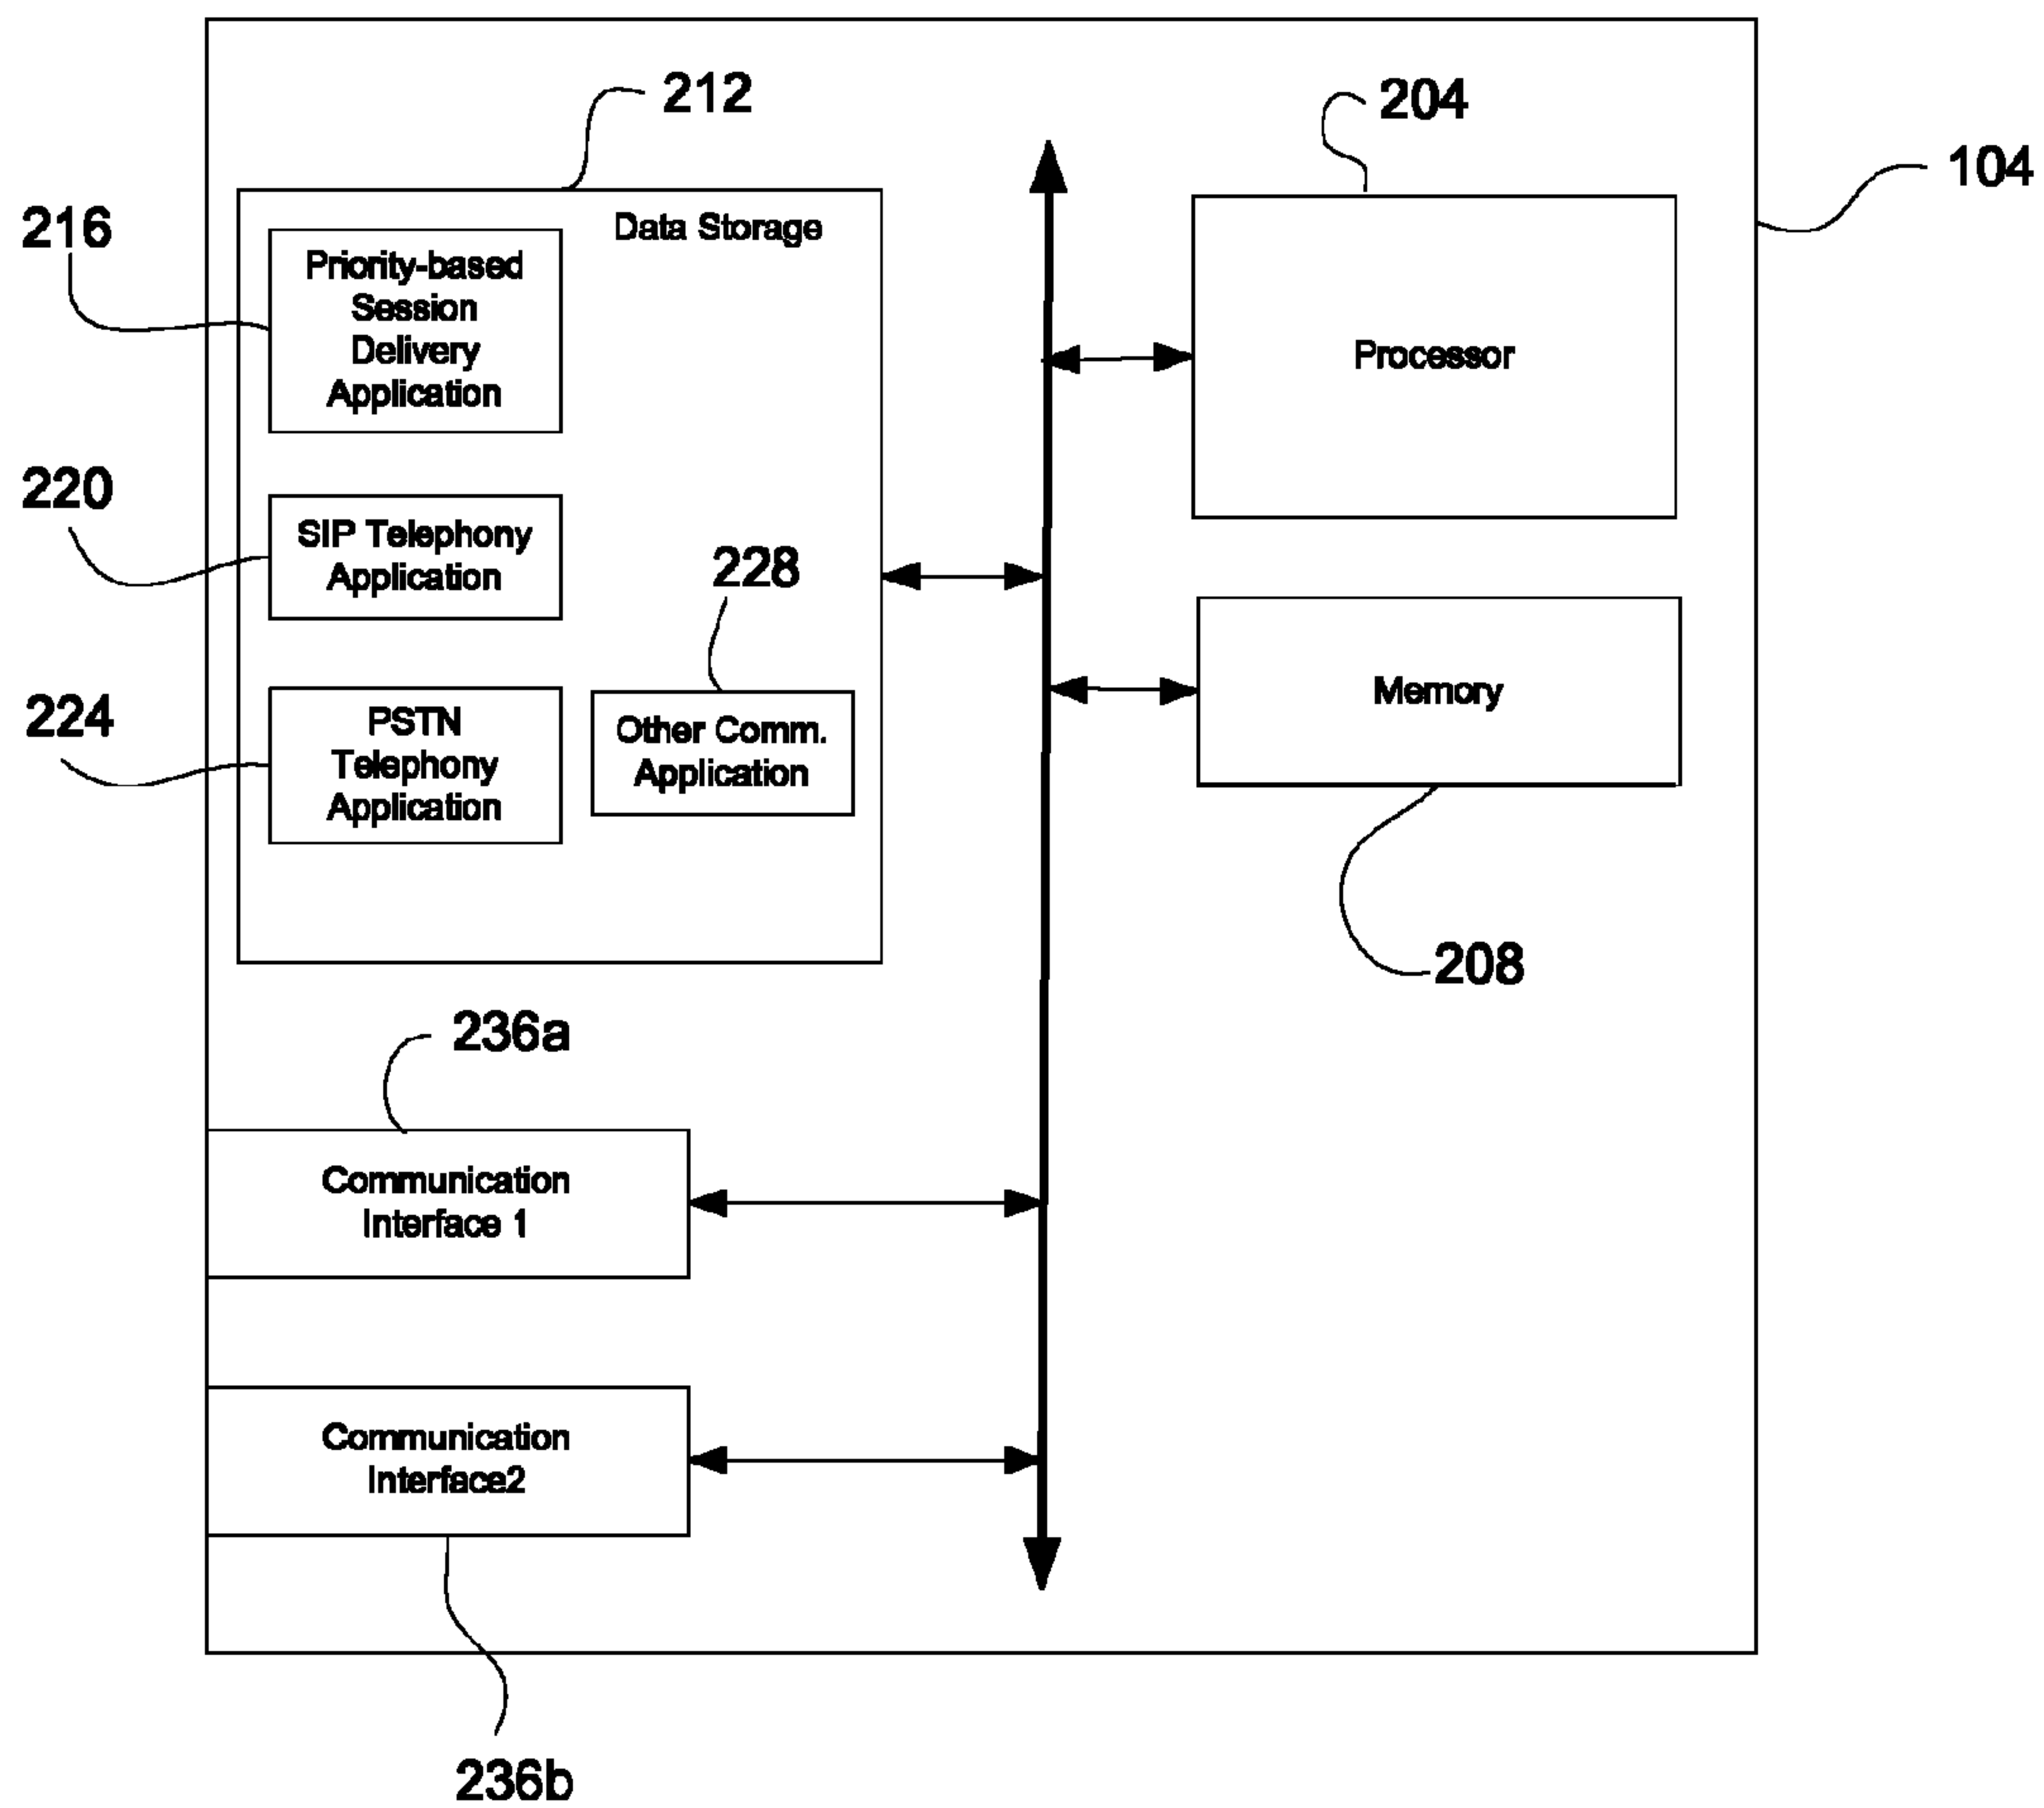 212
204
104
216
Data Storage
Priority-based
Session
Delivery
Application
Processor
220
SIP Telephony
Application
228
224
PSTN
Telephony
Application
Other Comm.
Application
Memory
208
236a
Communication
Interface 1
Communication
Interface2
236b